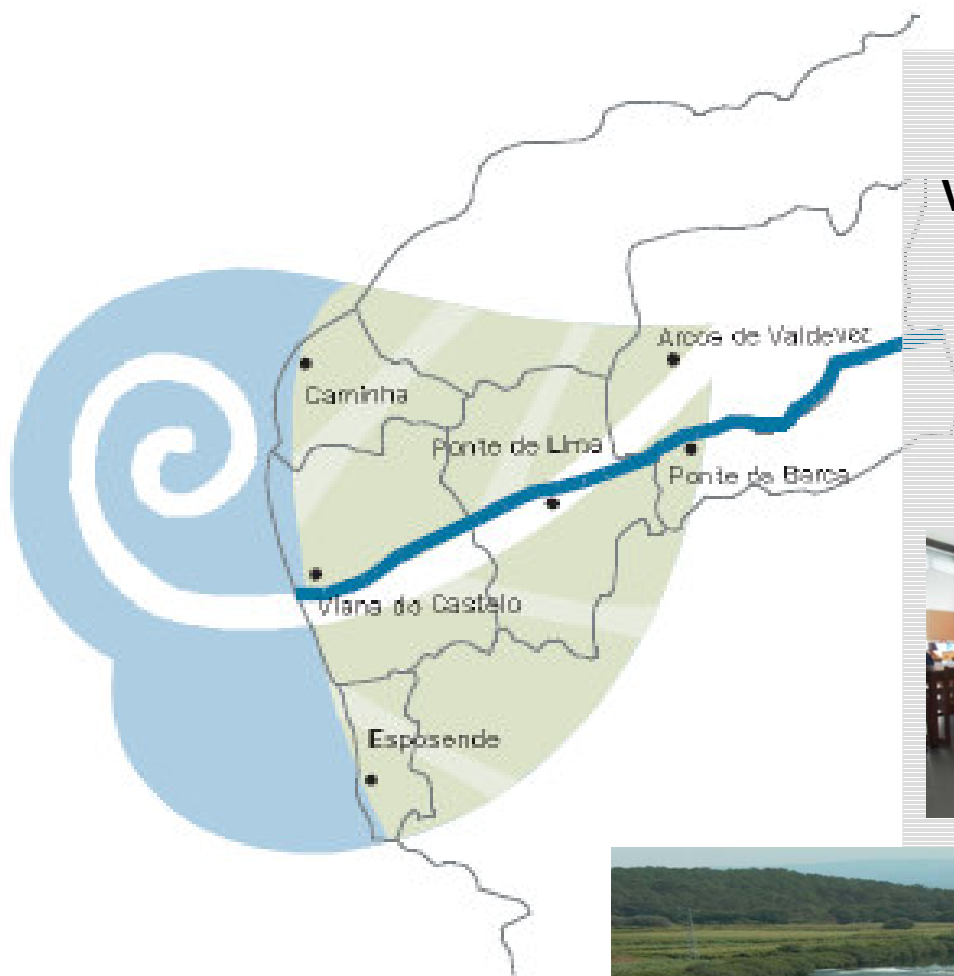 Arcos de Valdevez
Caminha
Ponte de Lima
Ponte da Barca
Viana do Castelo
Esposende